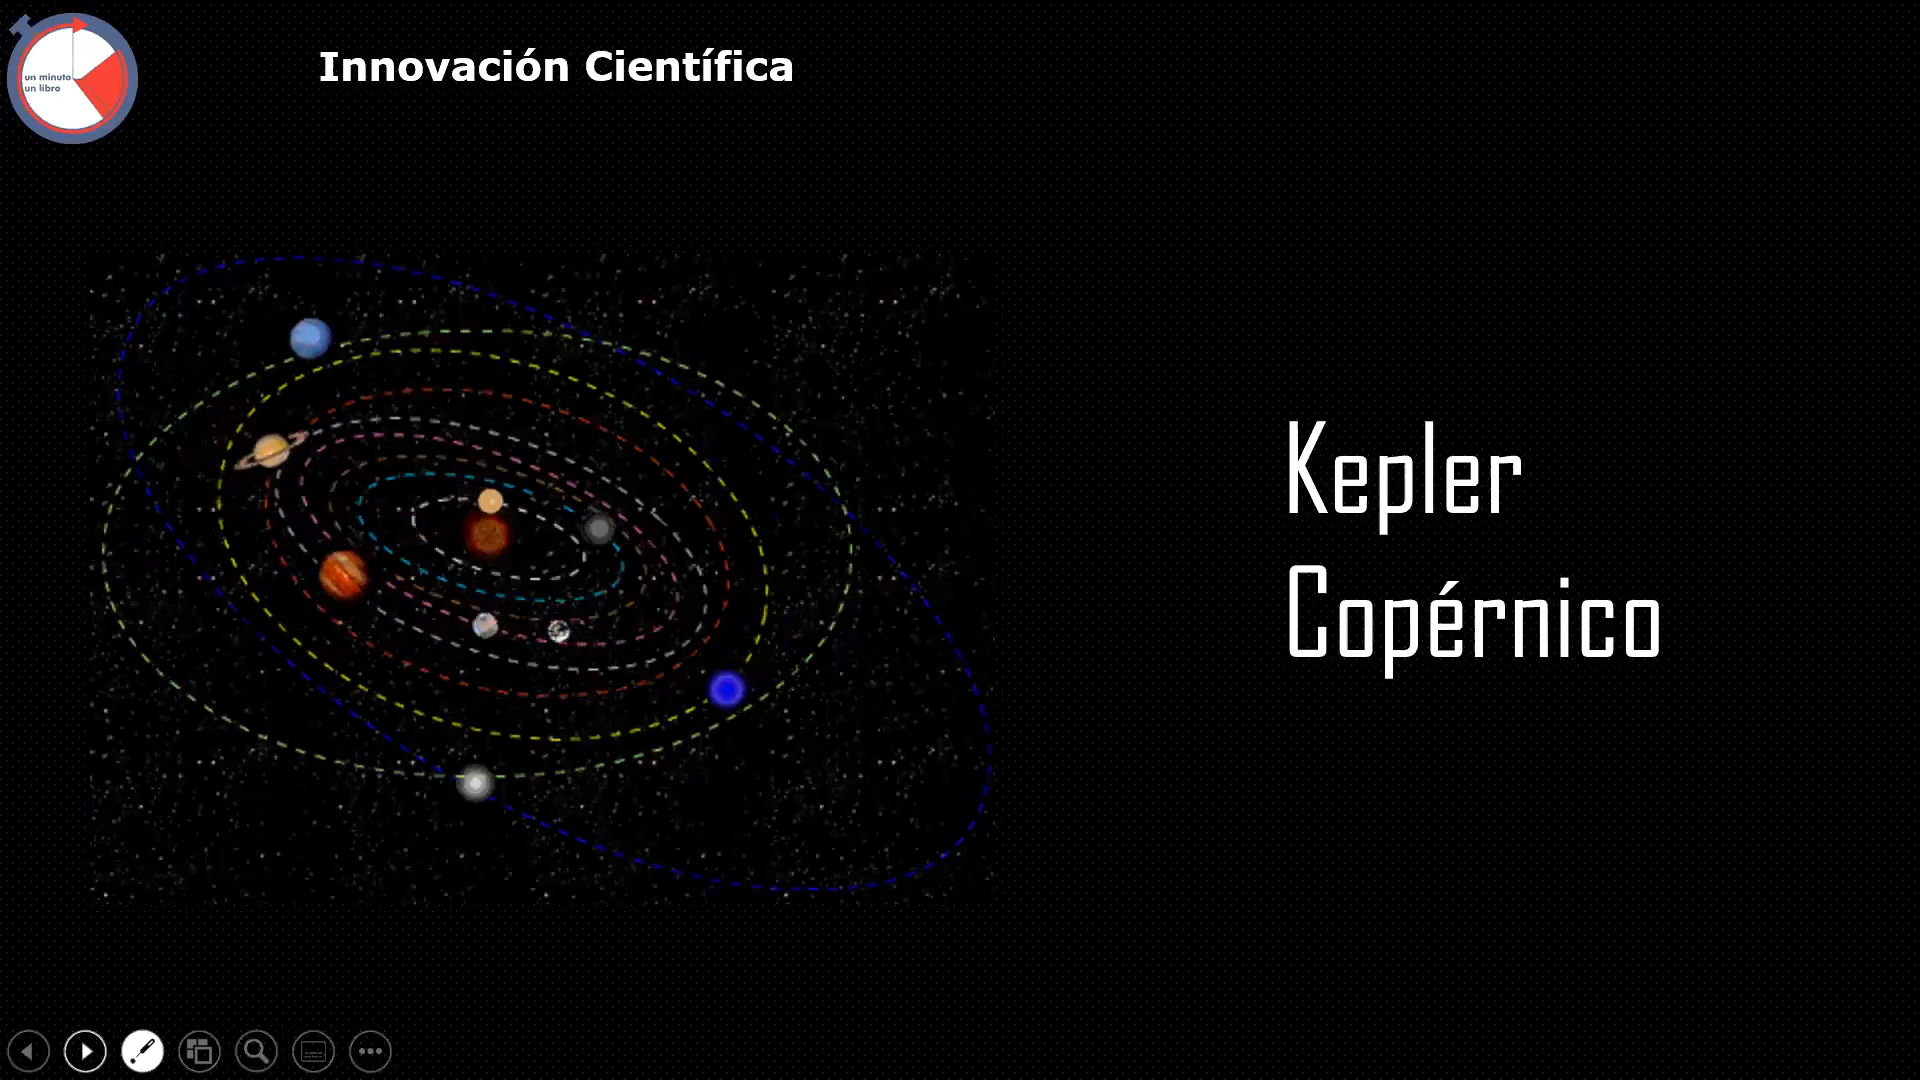 un minuto
un libro
Innovación Científica
Kepler
Copérnico